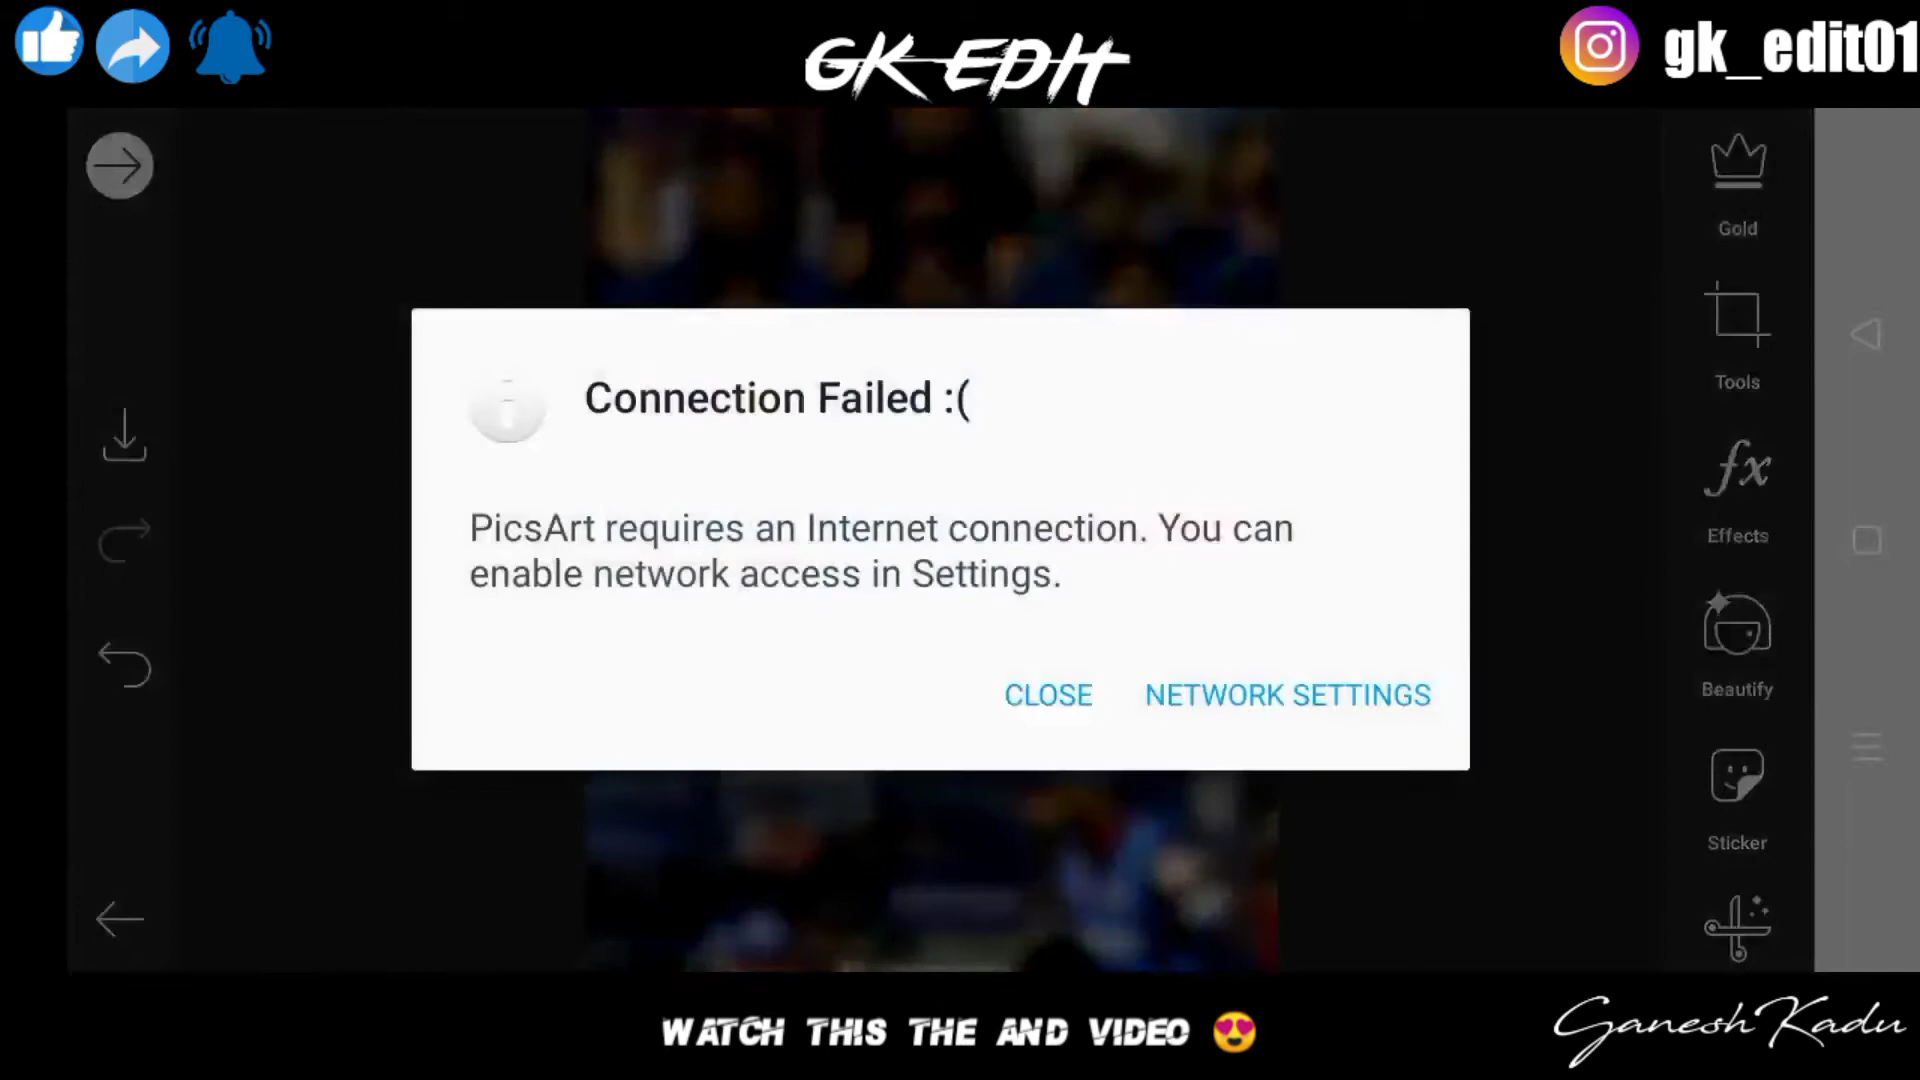 GK EDIT
gk_edit01
Gold
Tools
Effects
Beautify
Sticker
Connection Failed :(
PicsArt requires an Internet connection. You can
enable network access in Settings.
CLOSE NETWORK SETTINGS
WATCH THIS THE AND VIDEO 😍
Ganesh Kadu